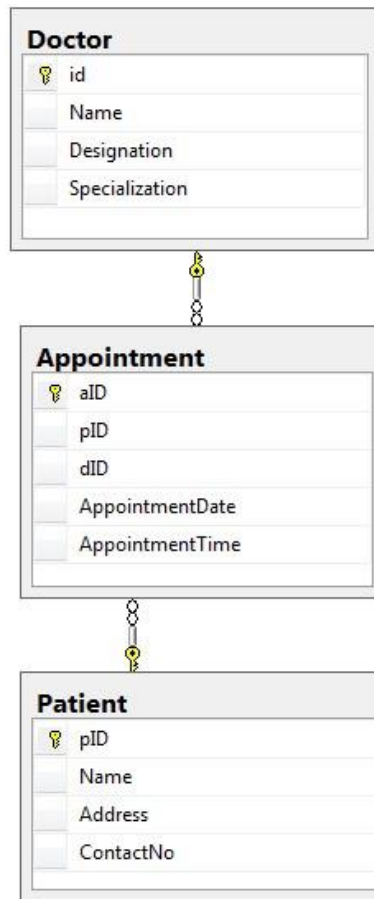 Doctor
id
Name
Designation
Specialization
Appointment
aID
pID
dID
AppointmentDate
AppointmentTime
Patient
pID
Name
Address
ContactNo